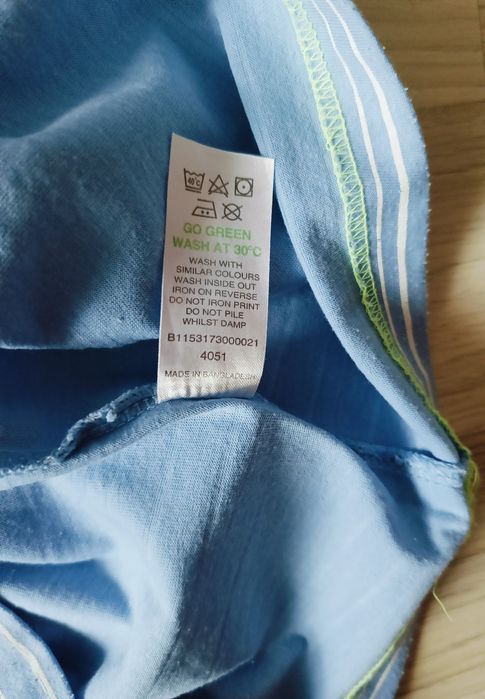 40°C
GO GREEN
WASH AT 30°C
WASH WITH
SIMILAR COLOURS
WASH INSIDE OUT
IRON ON REVERSE
DO NOT IRON PRINT
DO NOT PILE
WHILST DAMP
B1153173000021
4051
MADE IN BANGLADESH